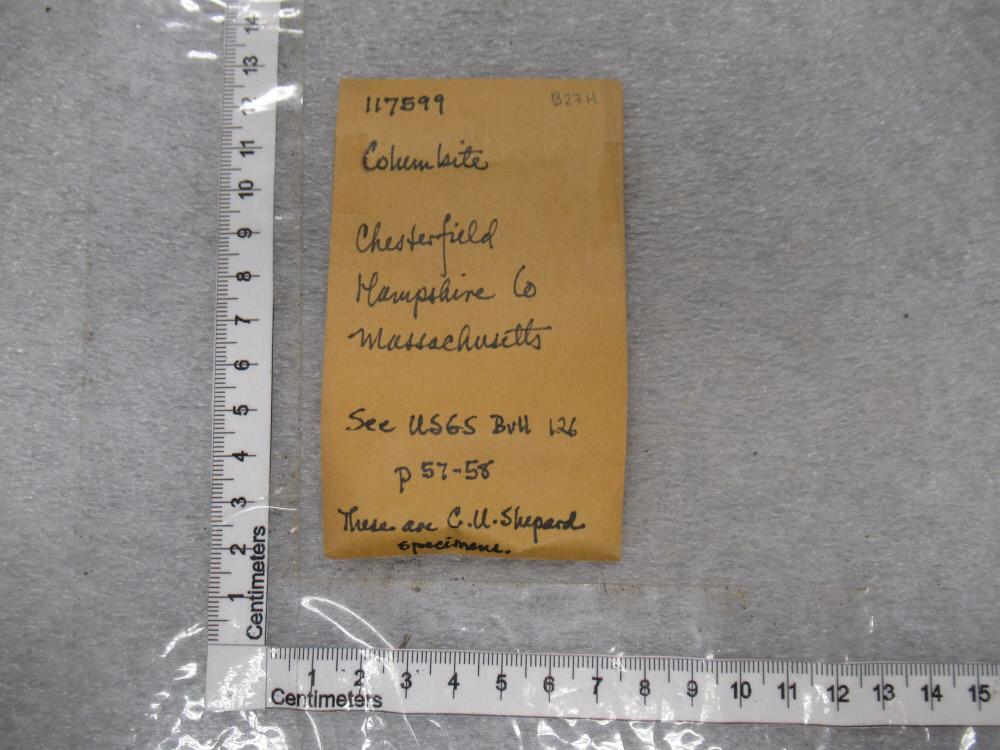 117599 B27H
Columbite
Chesterfield
Hampshire Co
Massachusetts
See USGS Bull 126
p 57-58
These are C.U. Shepard
specimens.
14
13
12
11
10
9
8
7
6
5
4
3
2
1
Centimeters
1 2 3 4 5 6 7 8 9 10 11 12 13 14 15
Centimeters